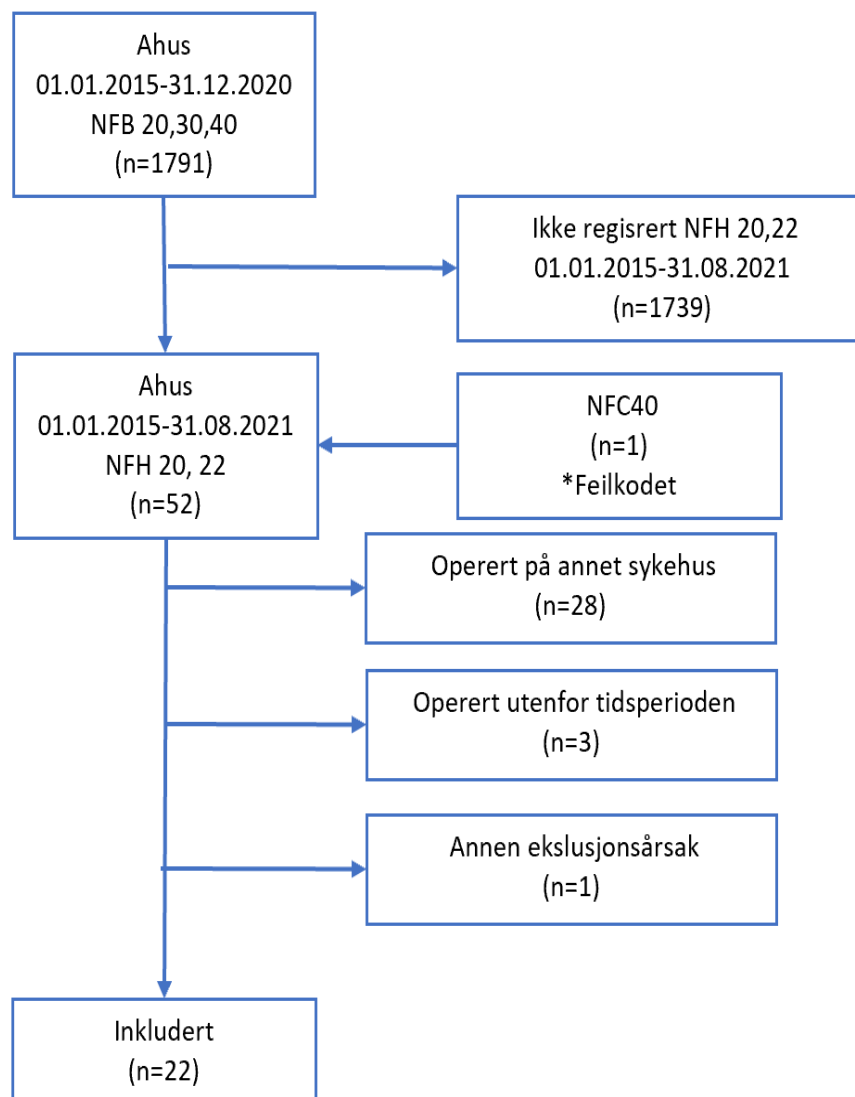 Ahus
01.01.2015-31.12.2020
NFB 20,30,40
(n=1791)
Ikke regisrert NFH 20,22
01.01.2015-31.08.2021
(n=1739)
Ahus
01.01.2015-31.08.2021
NFH 20, 22
(n=52)
NFC40
(n=1)
*Feilkodet
Operert på annet sykehus
(n=28)
Operert utenfor tidsperioden
(n=3)
Annen ekslusjonsårsak
(n=1)
Inkludert
(n=22)